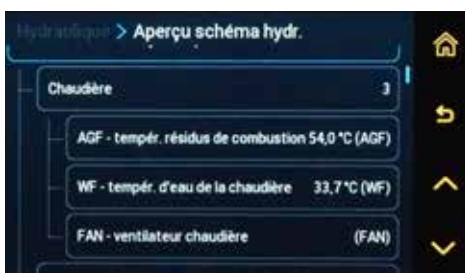 Hydraulique > Aperçu schéma hydr.
Chaudière 3
AGF - tempér. résidus de combustion 54,0 °C (AGF)
WF - tempér. d'eau de la chaudière 33,7 °C (WF)
FAN - ventilateur chaudière (FAN)